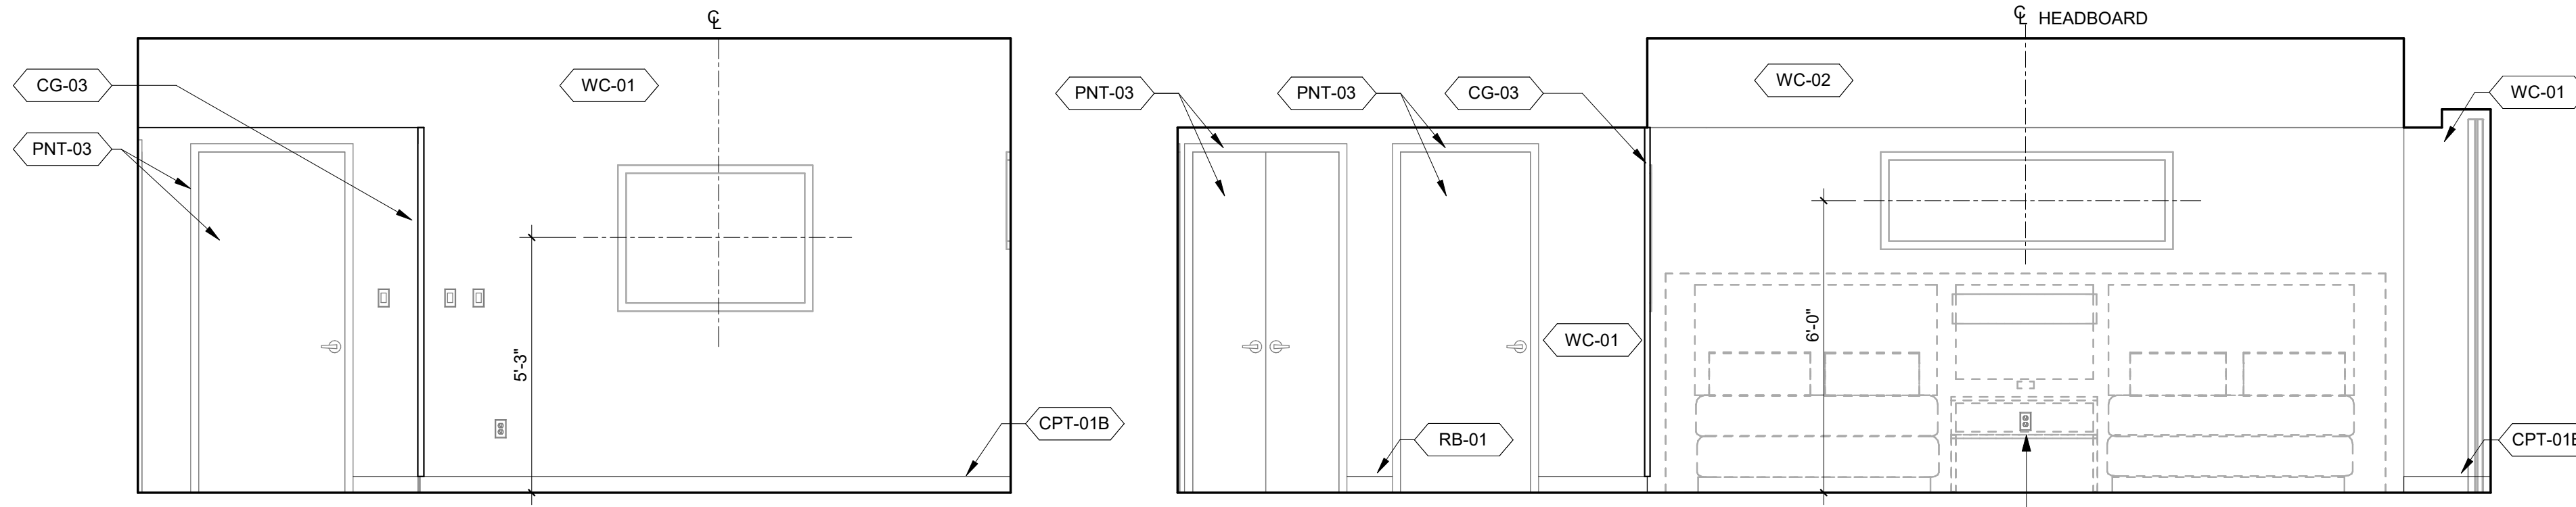 ℄
CG-03
WC-01
PNT-03
5'-3"
CPT-01B
℄ HEADBOARD
PNT-03
PNT-03
CG-03
WC-02
WC-01
WC-01
6'-0"
RB-01
CPT-01B